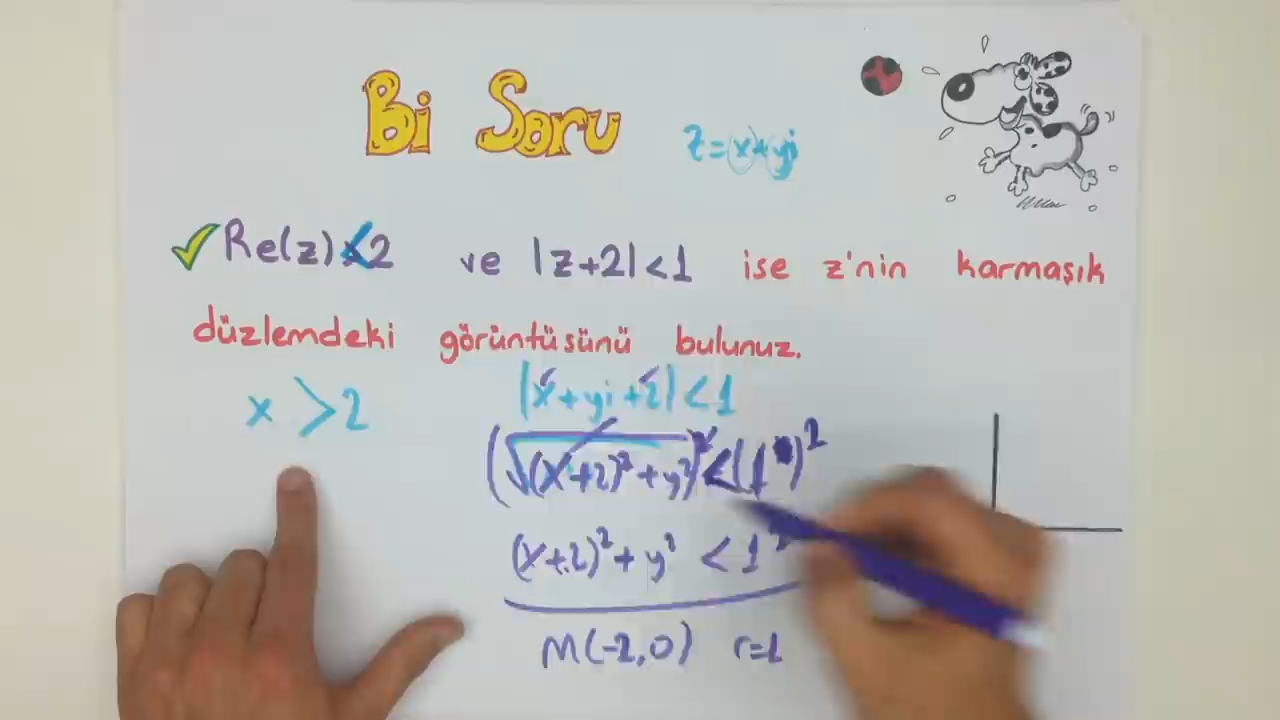 Bi Soru
z=x+yi
Re(z)<2 ve |z+2|<1 ise z'nin karmaşık
düzlemdeki görüntüsünü bulunuz.
x >2
|x+yi+2|<1
(√(x+2)²+y²)²<(1)²
(x+2)²+y² <1²
M(-2,0) r=1